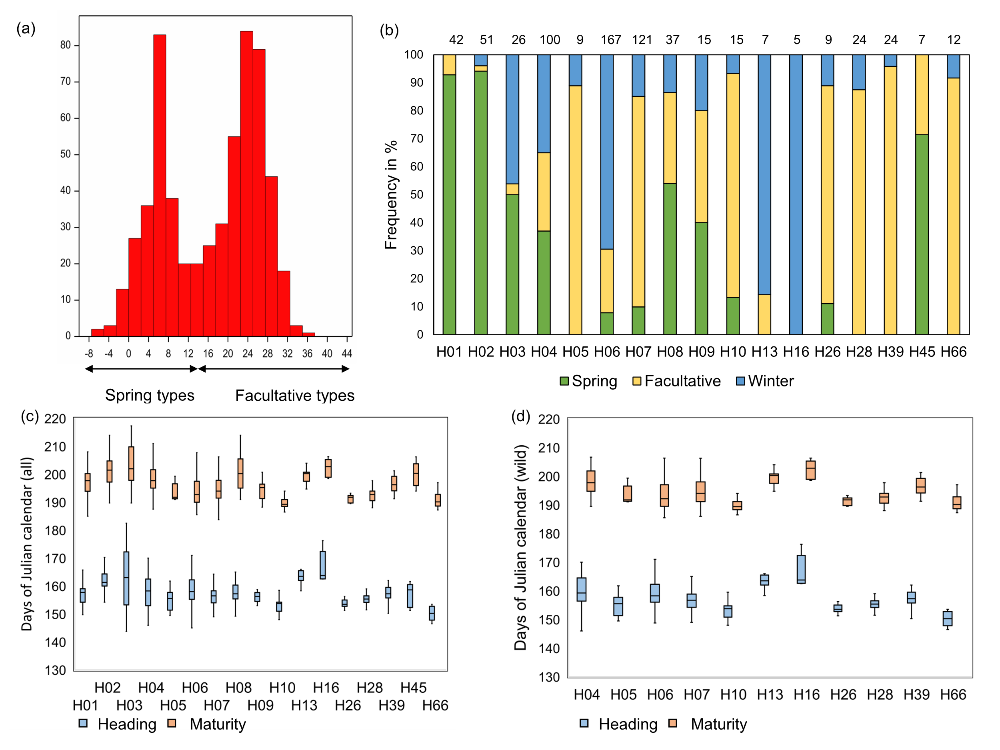 (a)
80
70
60
50
40
30
20
10
0
-8 -4 0 4 8 12 16 20 24 28 32 36 40 44
Spring types Facultative types
(b)
42 51 26 100 9 167 121 37 15 15 7 5 9 24 24 7 12
Frequency in %
100
90
80
70
60
50
40
30
20
10
0
H01 H02 H03 H04 H05 H06 H07 H08 H09 H10 H13 H16 H26 H28 H39 H45 H66
Spring Facultative Winter
(c)
Days of Julian calendar (all)
220
210
200
190
180
170
160
150
140
130
H02 H04 H06 H08 H10 H16 H28 H45
H01 H03 H05 H07 H09 H13 H26 H39 H66
Heading Maturity
(d)
Days of Julian calendar (wild)
220
210
200
190
180
170
160
150
140
130
H04 H05 H06 H07 H10 H13 H16 H26 H28 H39 H66
Heading Maturity